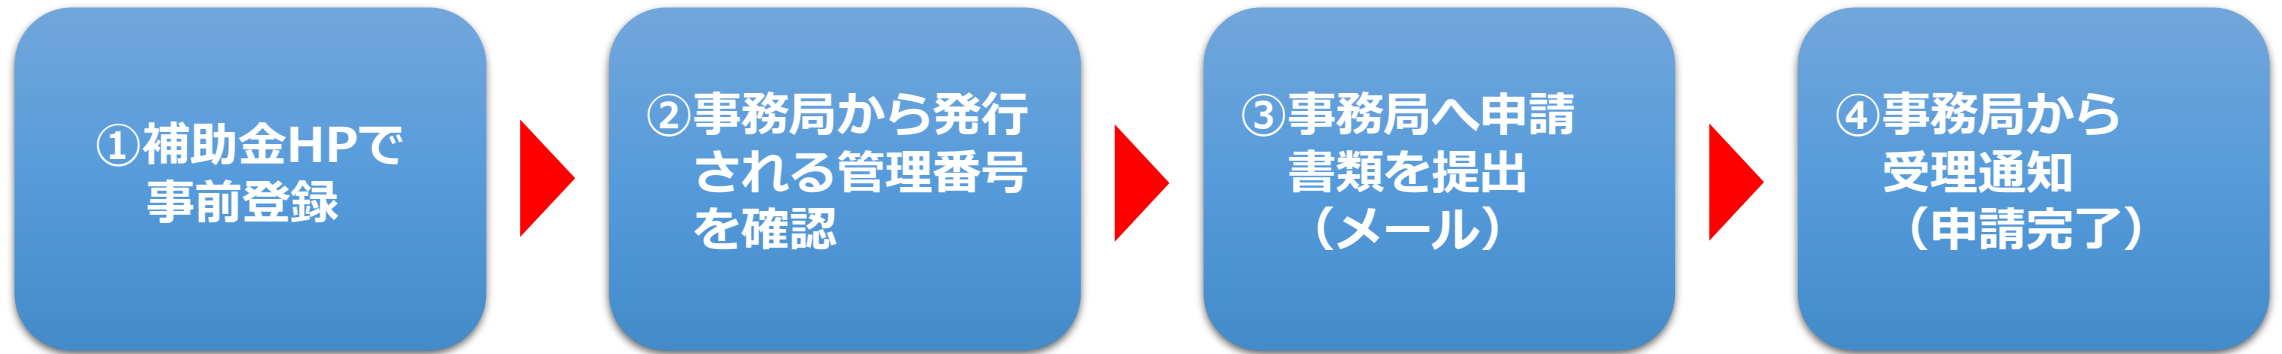 ①補助金HPで
事前登録
②事務局から発行
される管理番号
を確認
③事務局へ申請
書類を提出
（メール）
④事務局から
受理通知
（申請完了）